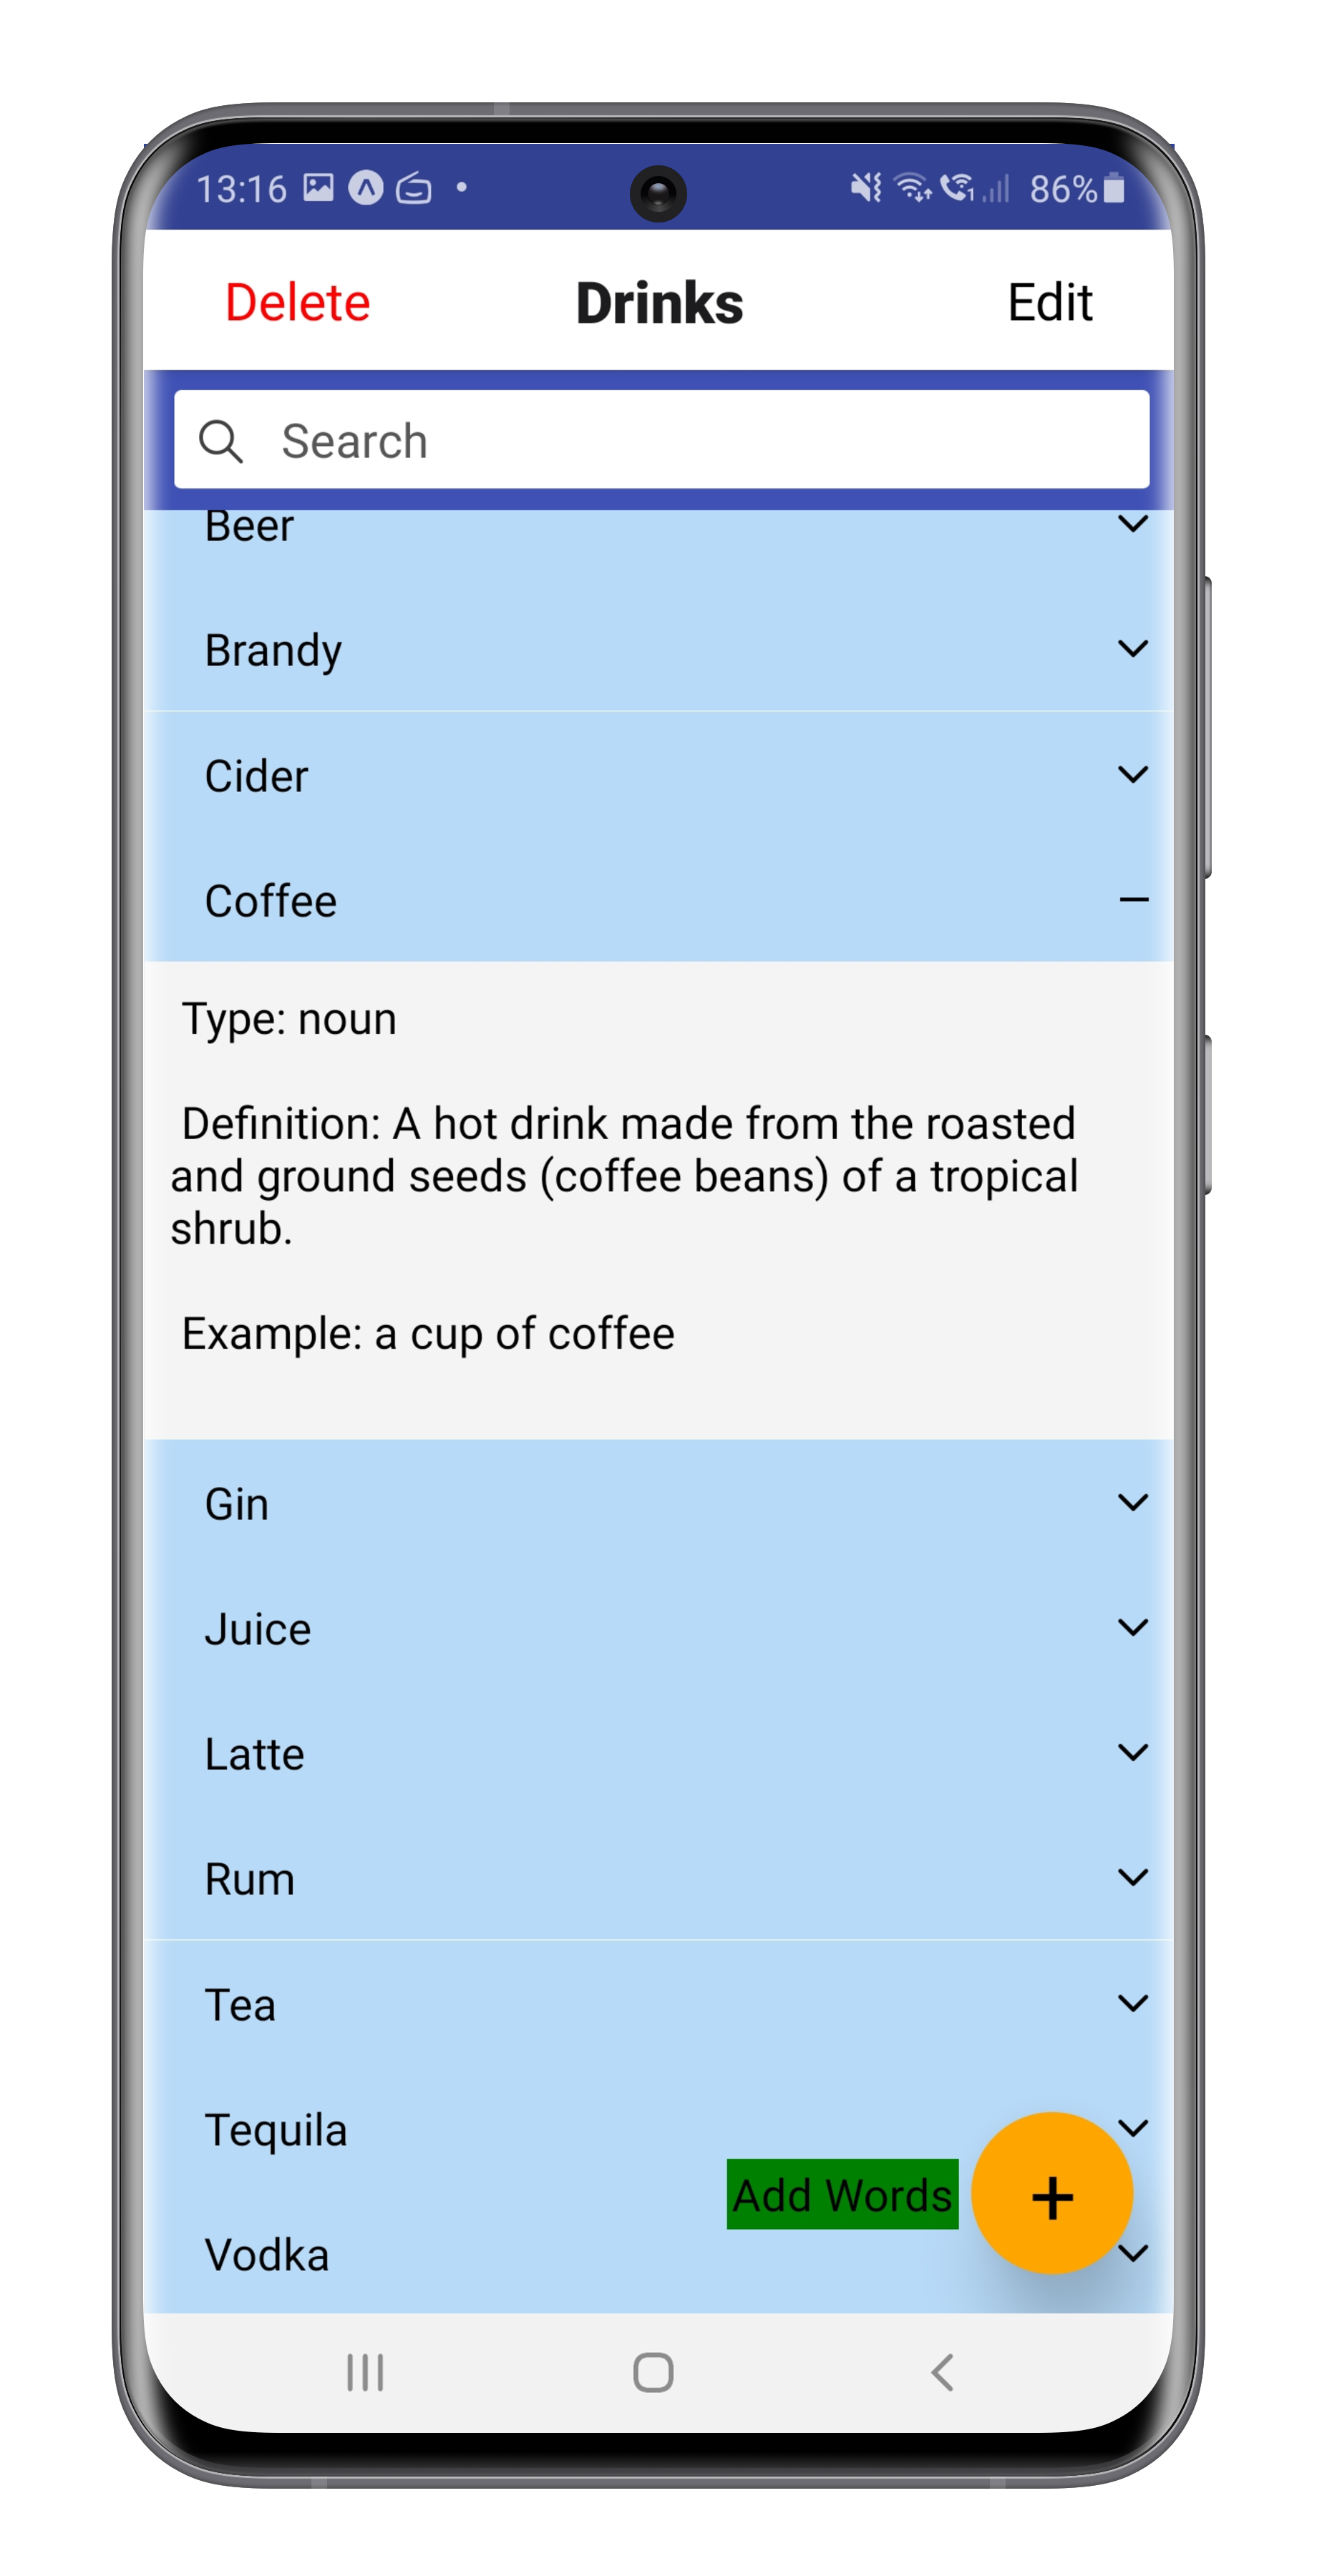 13:16 86%
Delete Drinks Edit
Search
Beer
Brandy
Cider
Coffee
Type: noun
Definition: A hot drink made from the roasted
and ground seeds (coffee beans) of a tropical
shrub.
Example: a cup of coffee
Gin
Juice
Latte
Rum
Tea
Tequila
Add Words +
Vodka